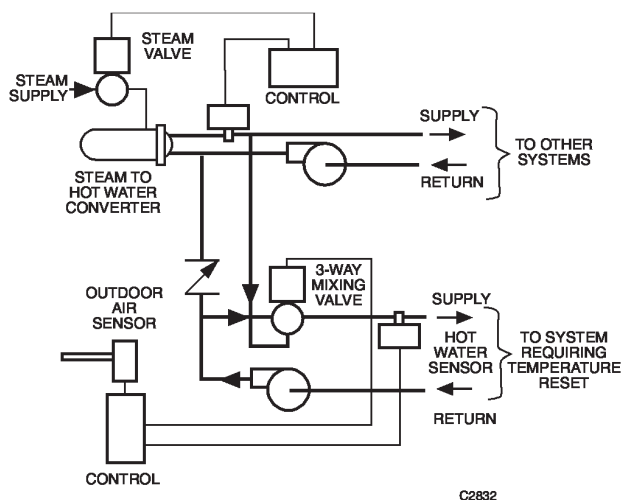 STEAM
VALVE
STEAM
SUPPLY
CONTROL
SUPPLY
TO OTHER
SYSTEMS
RETURN
STEAM TO
HOT WATER
CONVERTER
3-WAY
MIXING
VALVE
OUTDOOR
AIR
SENSOR
SUPPLY
HOT
WATER
SENSOR
TO SYSTEM
REQUIRING
TEMPERATURE
RESET
RETURN
CONTROL
C2832